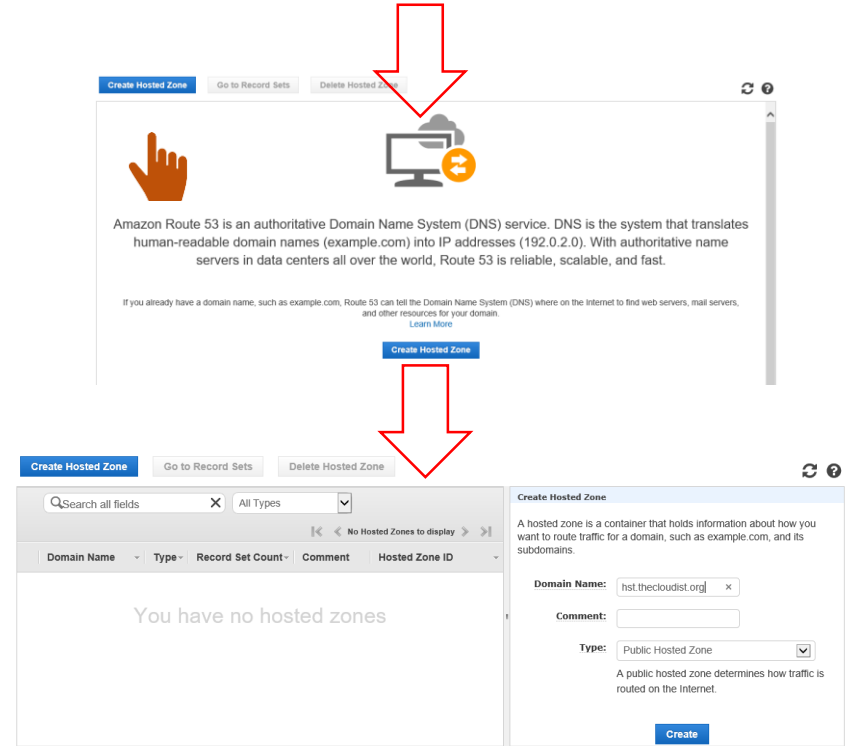 Create Hosted Zone Go to Record Sets Delete Hosted Zone
Amazon Route 53 is an authoritative Domain Name System (DNS) service. DNS is the system that translates
human-readable domain names (example.com) into IP addresses (192.0.2.0). With authoritative name
servers in data centers all over the world, Route 53 is reliable, scalable, and fast.
If you already have a domain name, such as example.com, Route 53 can tell the Domain Name System (DNS) where on the Internet to find web servers, mail servers,
and other resources for your domain.
Learn More
Create Hosted Zone
Create Hosted Zone Go to Record Sets Delete Hosted Zone
Search all fields All Types
No Hosted Zones to display
Domain Name Type Record Set Count Comment Hosted Zone ID
You have no hosted zones
Create Hosted Zone
A hosted zone is a container that holds information about how you
want to route traffic for a domain, such as example.com, and its
subdomains.
Domain Name: hst.thecloudist.org
Comment:
Type: Public Hosted Zone
A public hosted zone determines how traffic is
routed on the Internet.
Create